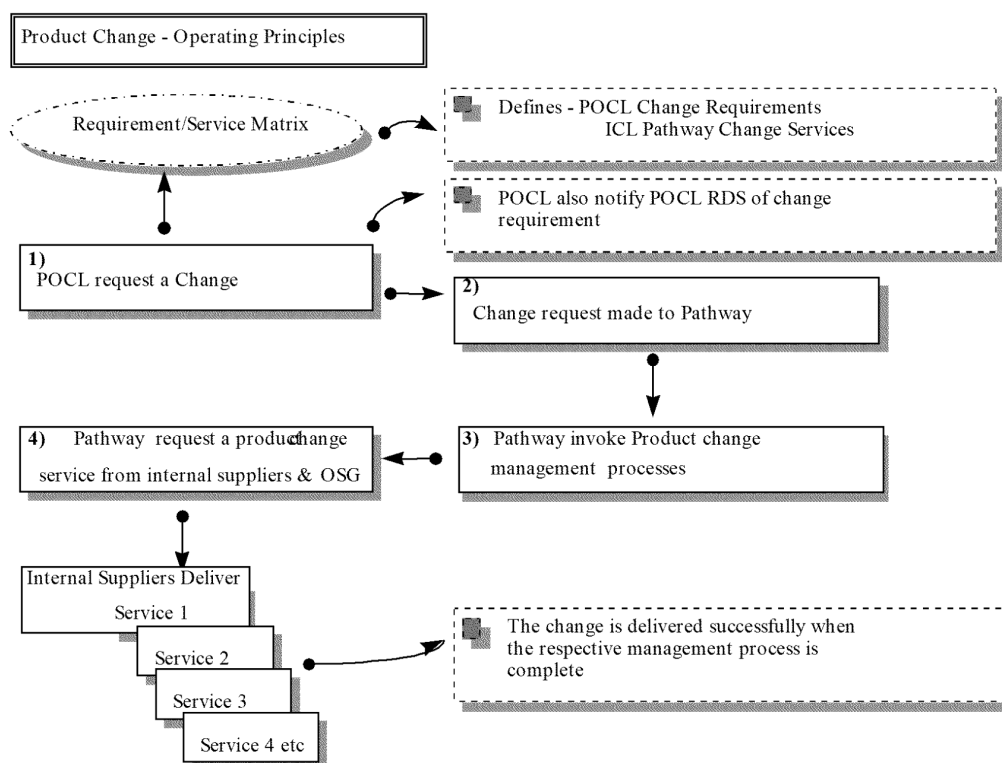 Product Change - Operating Principles
Requirement/Service Matrix
Defines - POCL Change Requirements
ICL Pathway Change Services
POCL also notify POCL RDS of change
requirement
1)
POCL request a Change
2)
Change request made to Pathway
4) Pathway request a product change
service from internal suppliers & OSG
3) Pathway invoke Product change
management processes
Internal Suppliers Deliver
Service 1
Service 2
Service 3
Service 4 etc
The change is delivered successfully when
the respective management process is
complete